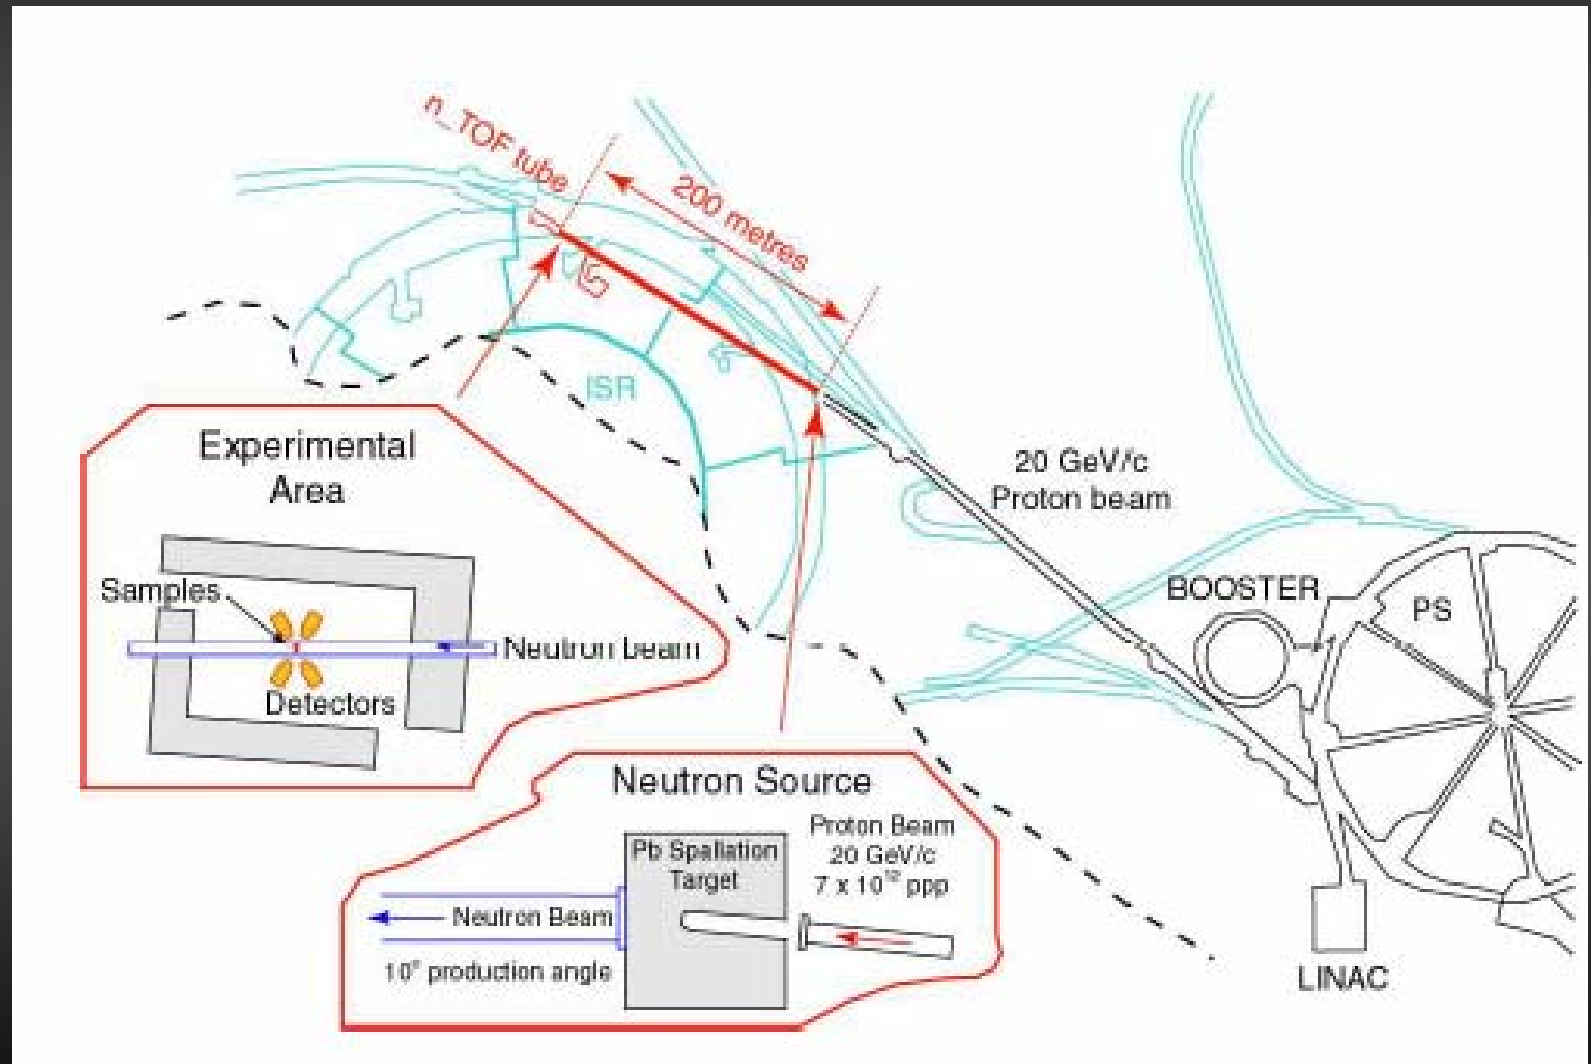 n_TOF tube
200 metres
ISR
Experimental
Area
Samples
Neutron beam
Detectors
20 GeV/c
Proton beam
BOOSTER
PS
LINAC
Neutron Source
Pb Spallation
Target
Proton Beam
20 GeV/c
7 x 10¹² ppp
Neutron Beam
10° production angle